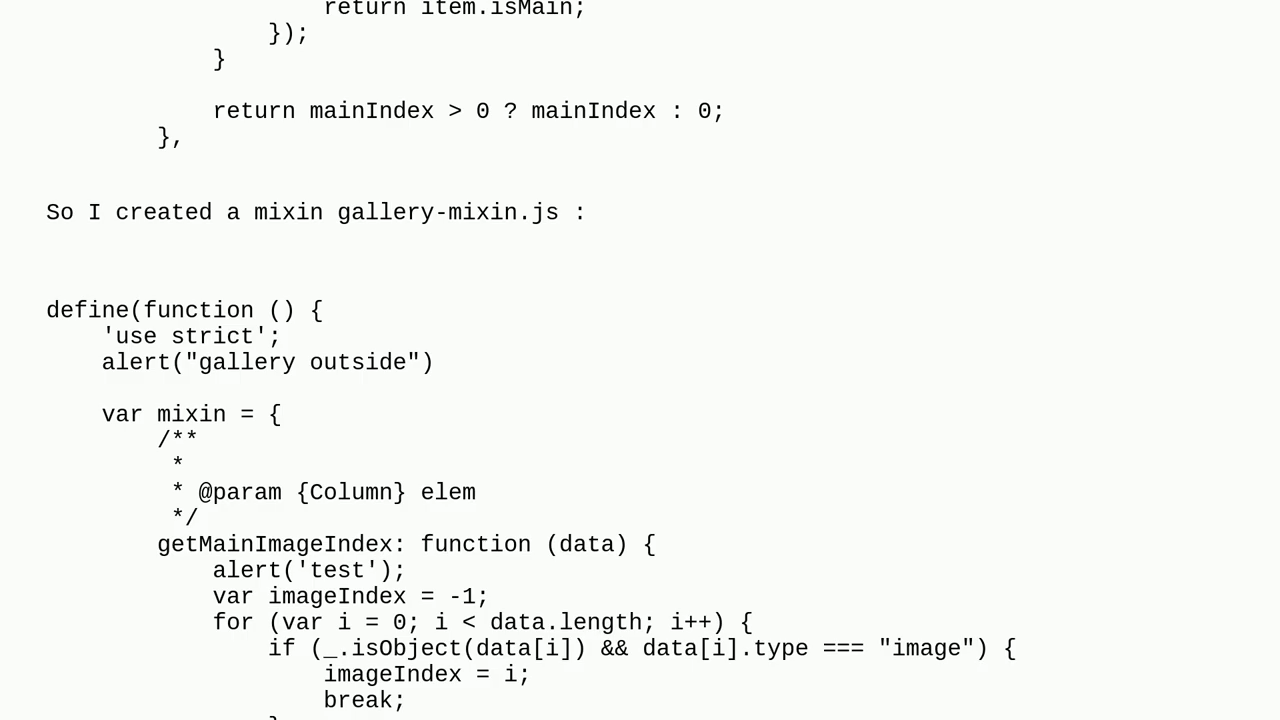 return item.isMain;
});
}
return mainIndex > 0 ? mainIndex : 0;
},
So I created a mixin gallery-mixin.js :
define(function () {
'use strict';
alert("gallery outside")
var mixin = {
/**
*
* @param {Column} elem
*/
getMainImageIndex: function (data) {
alert('test');
var imageIndex = -1;
for (var i = 0; i < data.length; i++) {
if (_.isObject(data[i]) && data[i].type === "image") {
imageIndex = i;
break;
}